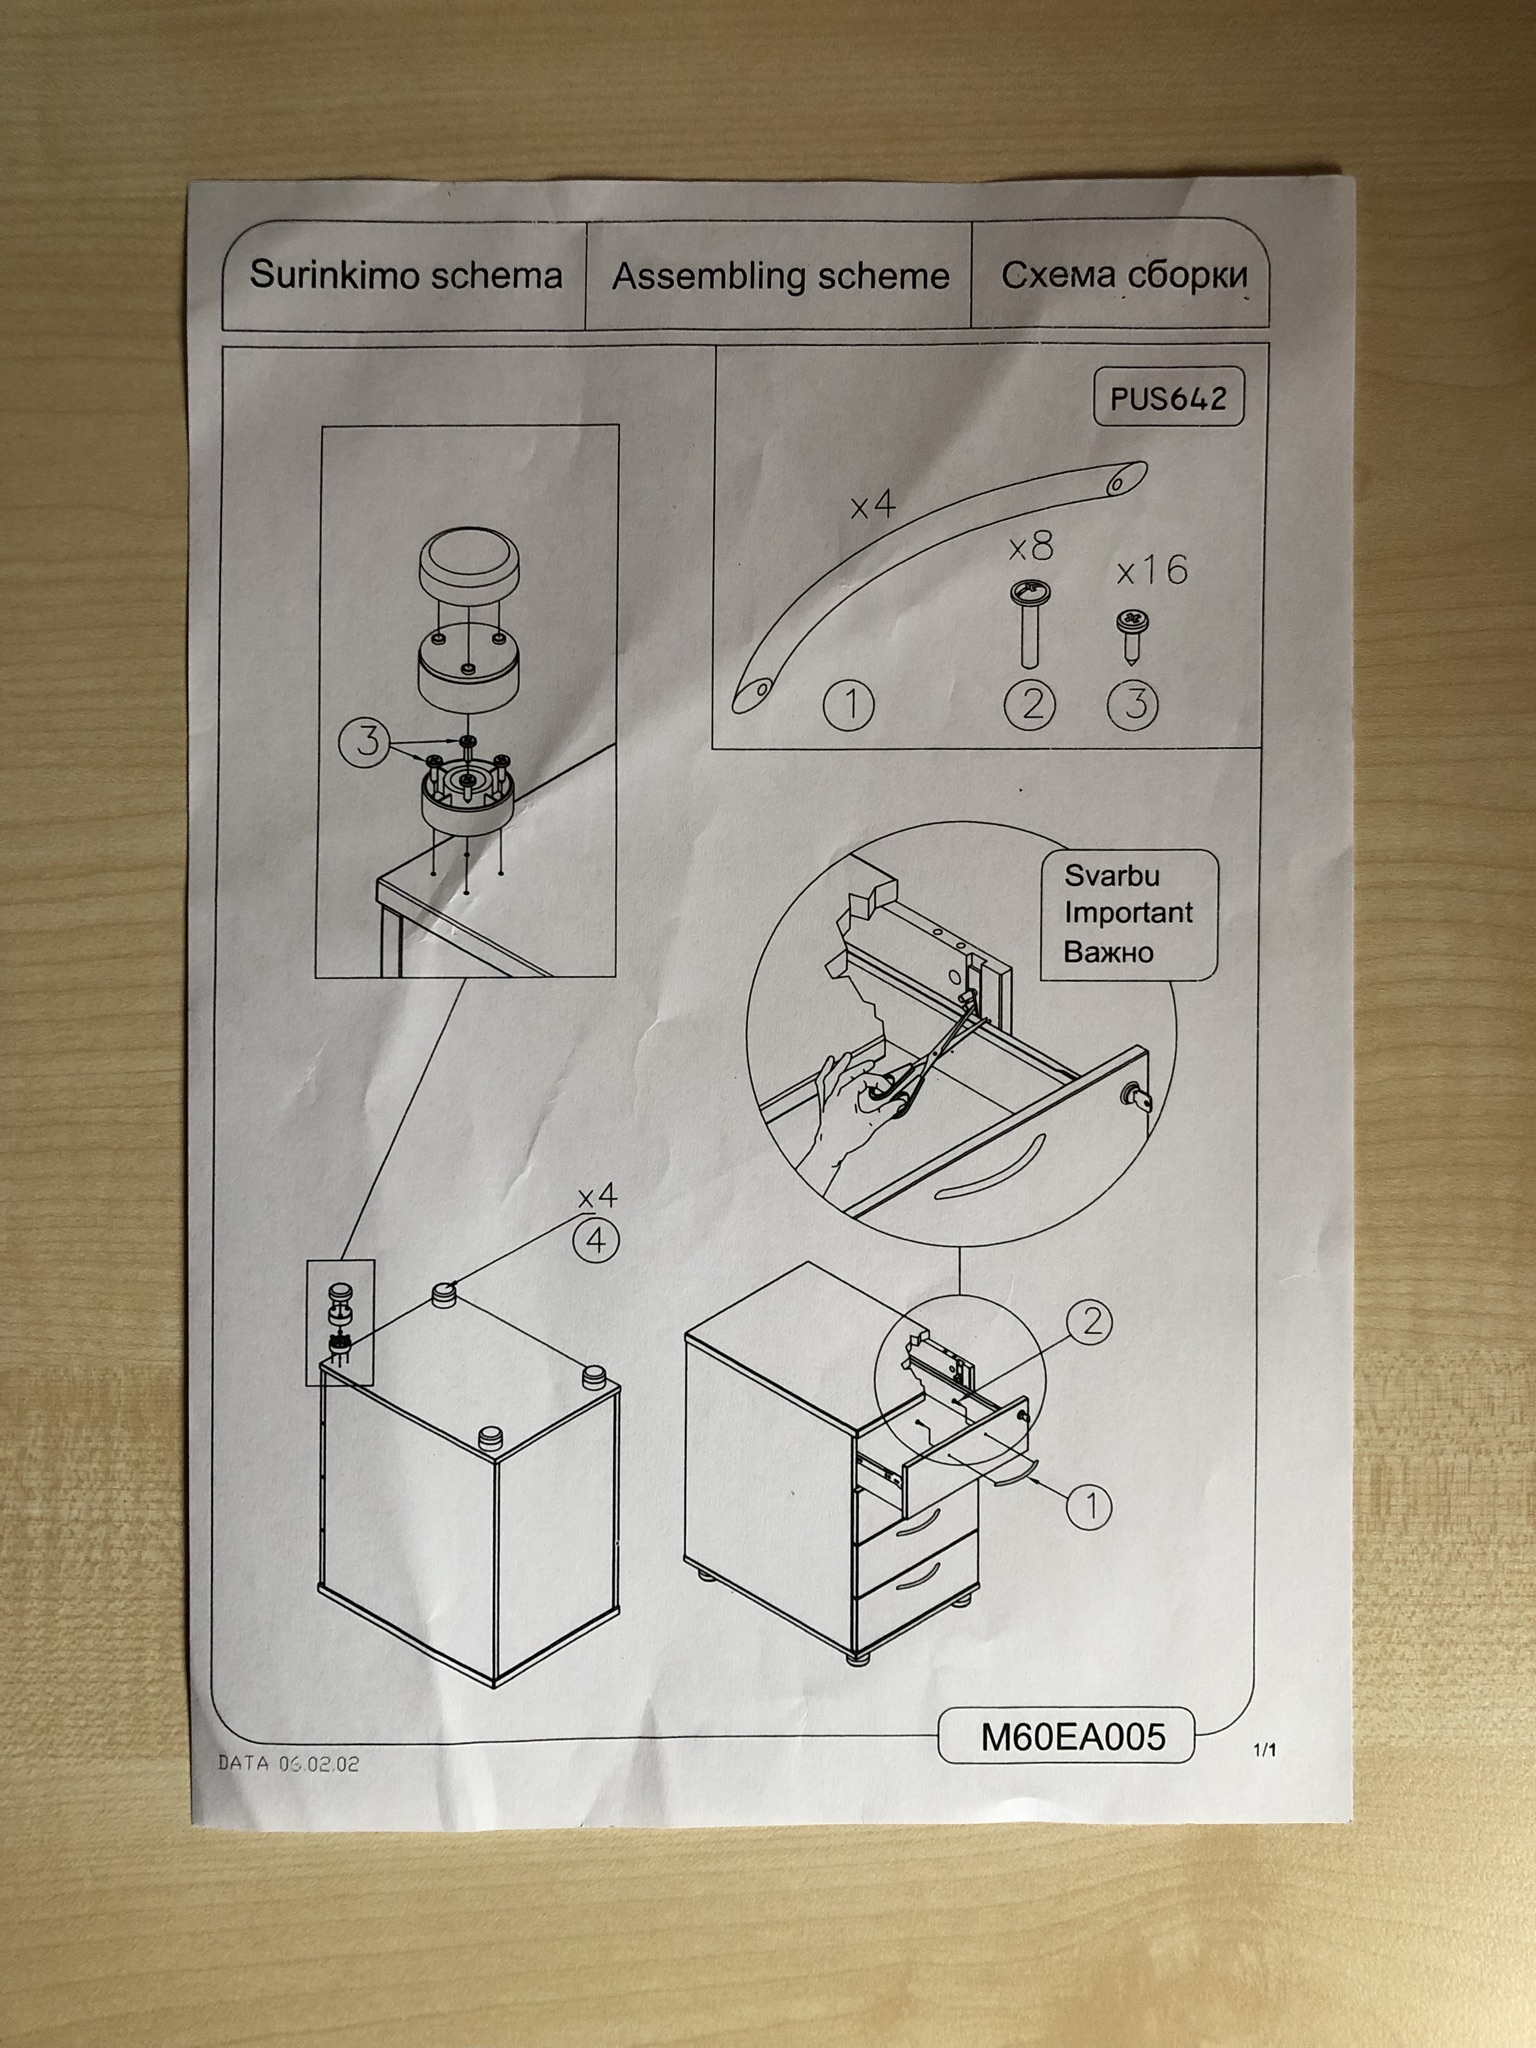 Surinkimo schema
Assembling scheme
Схема сборки
PUS642
x4
x8
x16
1
2
3
3
Svarbu
Important
Важно
x4
4
2
1
M60EA005
DATA 06.02.02
1/1